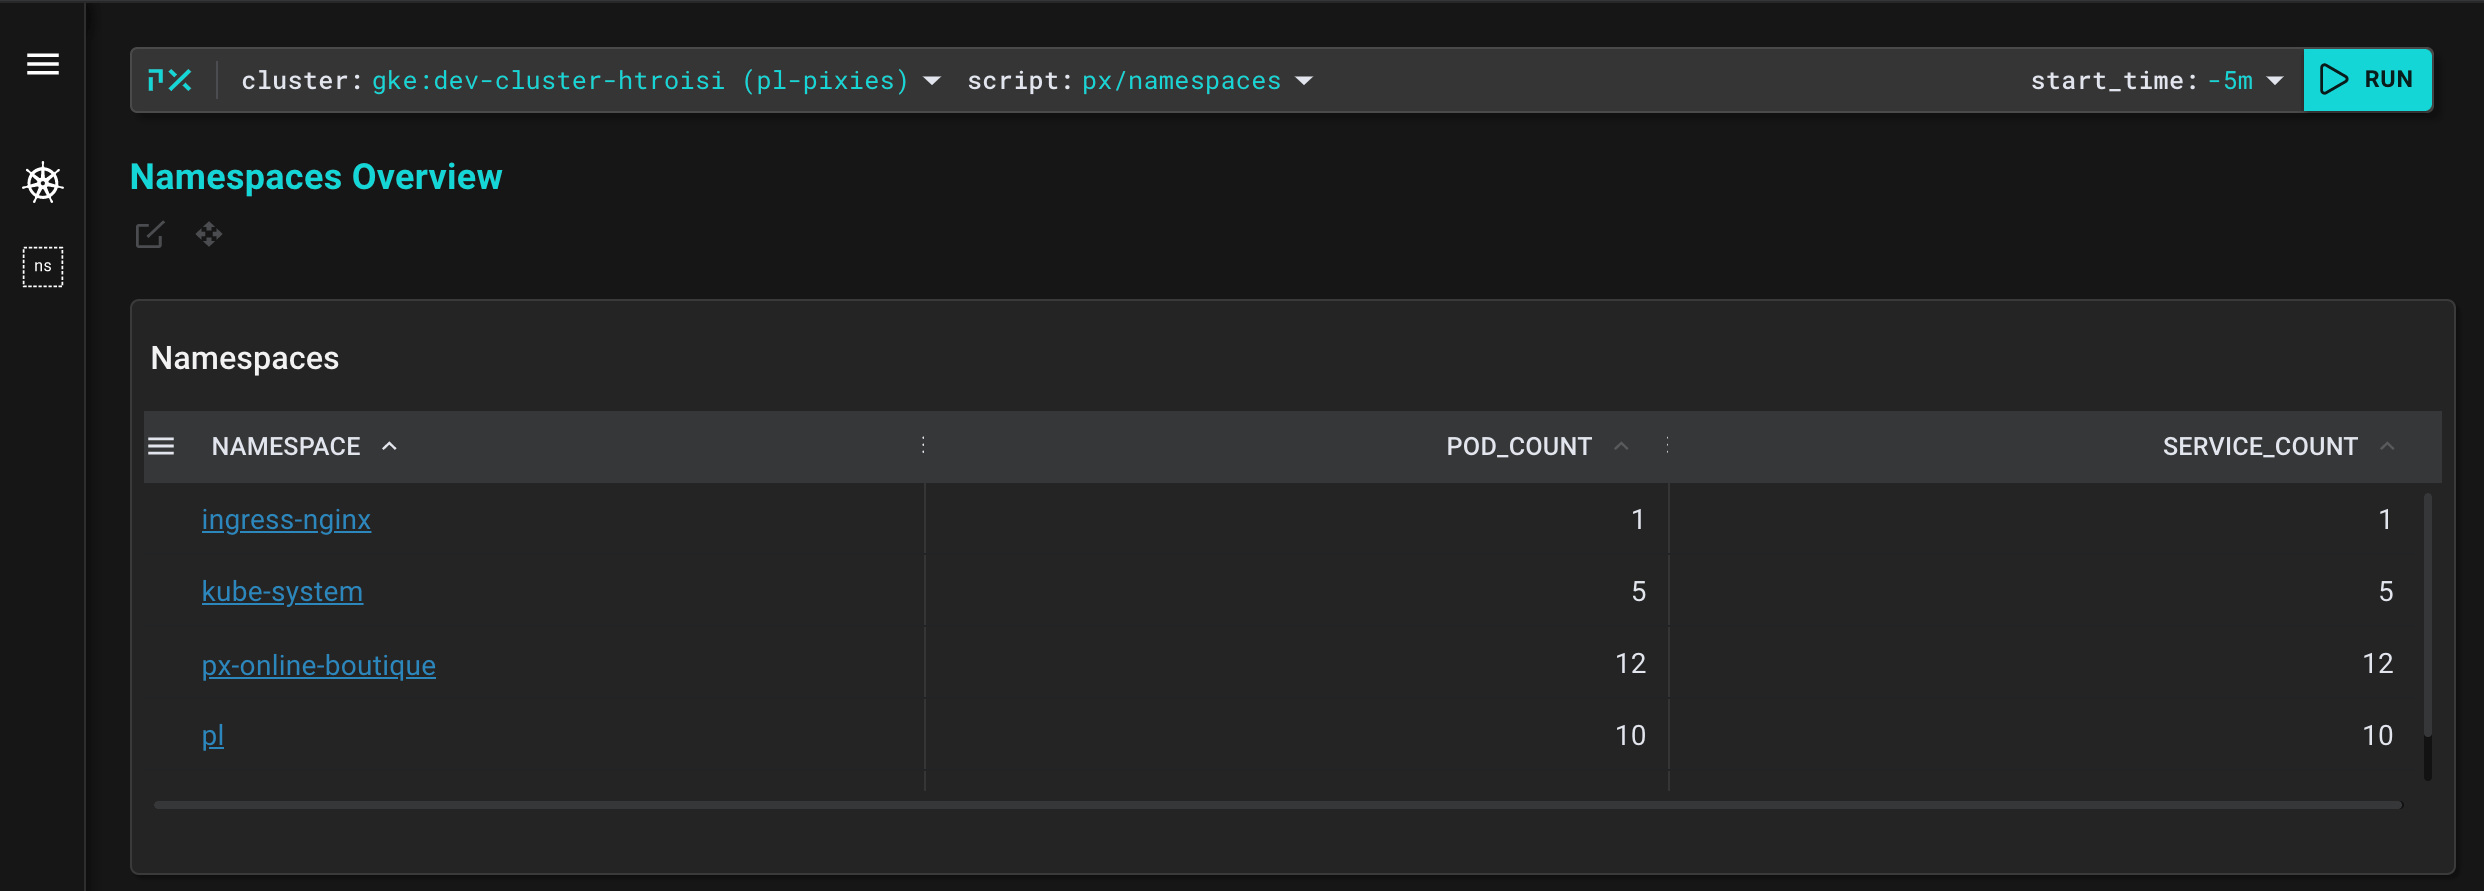 PX cluster: gke:dev-cluster-htroisi (pl-pixies) script: px/namespaces start_time: -5m RUN
Namespaces Overview
ns
Namespaces
NAMESPACE POD_COUNT SERVICE_COUNT
ingress-nginx 1 1
kube-system 5 5
px-online-boutique 12 12
pl 10 10